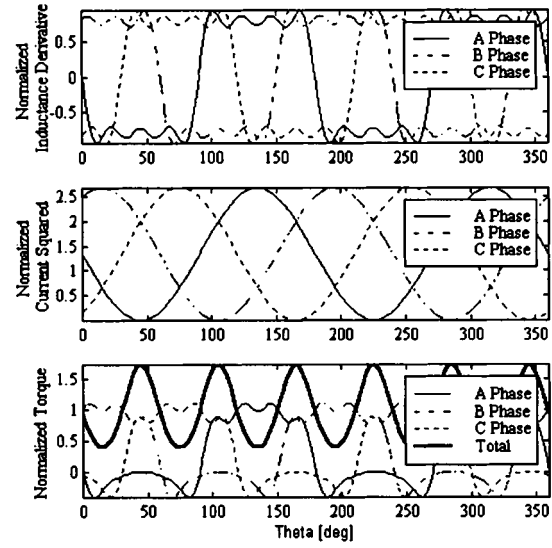 Normalized
Inductance Derivative
0.5
0
-0.5
A Phase
B Phase
C Phase
0 50 100 150 200 250 300 350
Normalized
Current Squared
2.5
2
1.5
1
0.5
A Phase
B Phase
C Phase
0 50 100 150 200 250 300 350
Normalized Torque
1.5
1
0.5
0
A Phase
B Phase
C Phase
Total
0 50 100 150 200 250 300 350
Theta [deg]